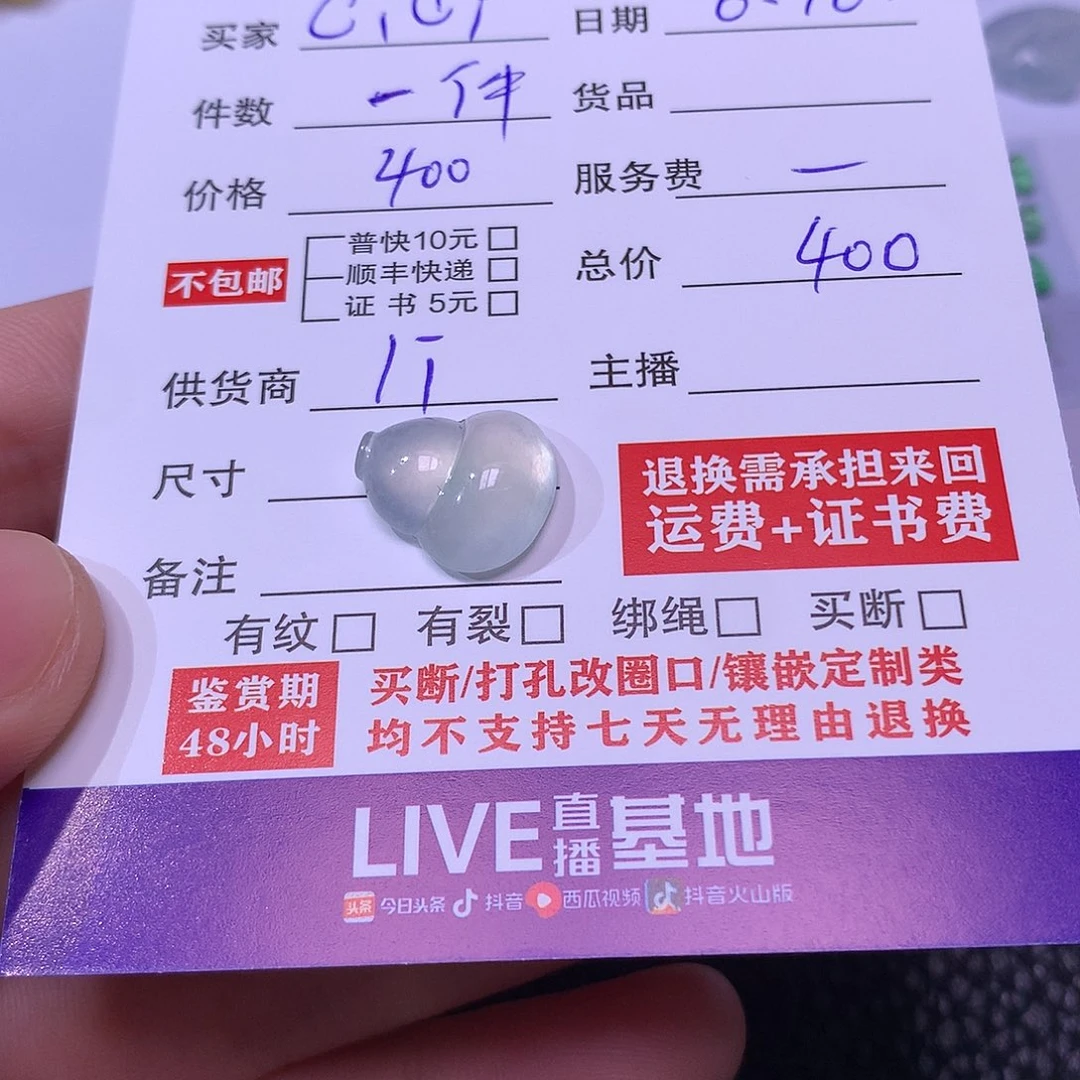 买家 日期
件数 一件 货品
价格 400 服务费 一
不包邮 普快10元 总价 400
顺丰快递
证书 5元
供货商 主播
尺寸
退换需承担来回
运费+证书费
备注
有纹 有裂 绑绳 买断
鉴赏期
48小时
买断/打孔改圈口/镶嵌定制类
均不支持七天无理由退换
LIVE直播基地
头条 今日头条 抖音 西瓜视频 抖音火山版